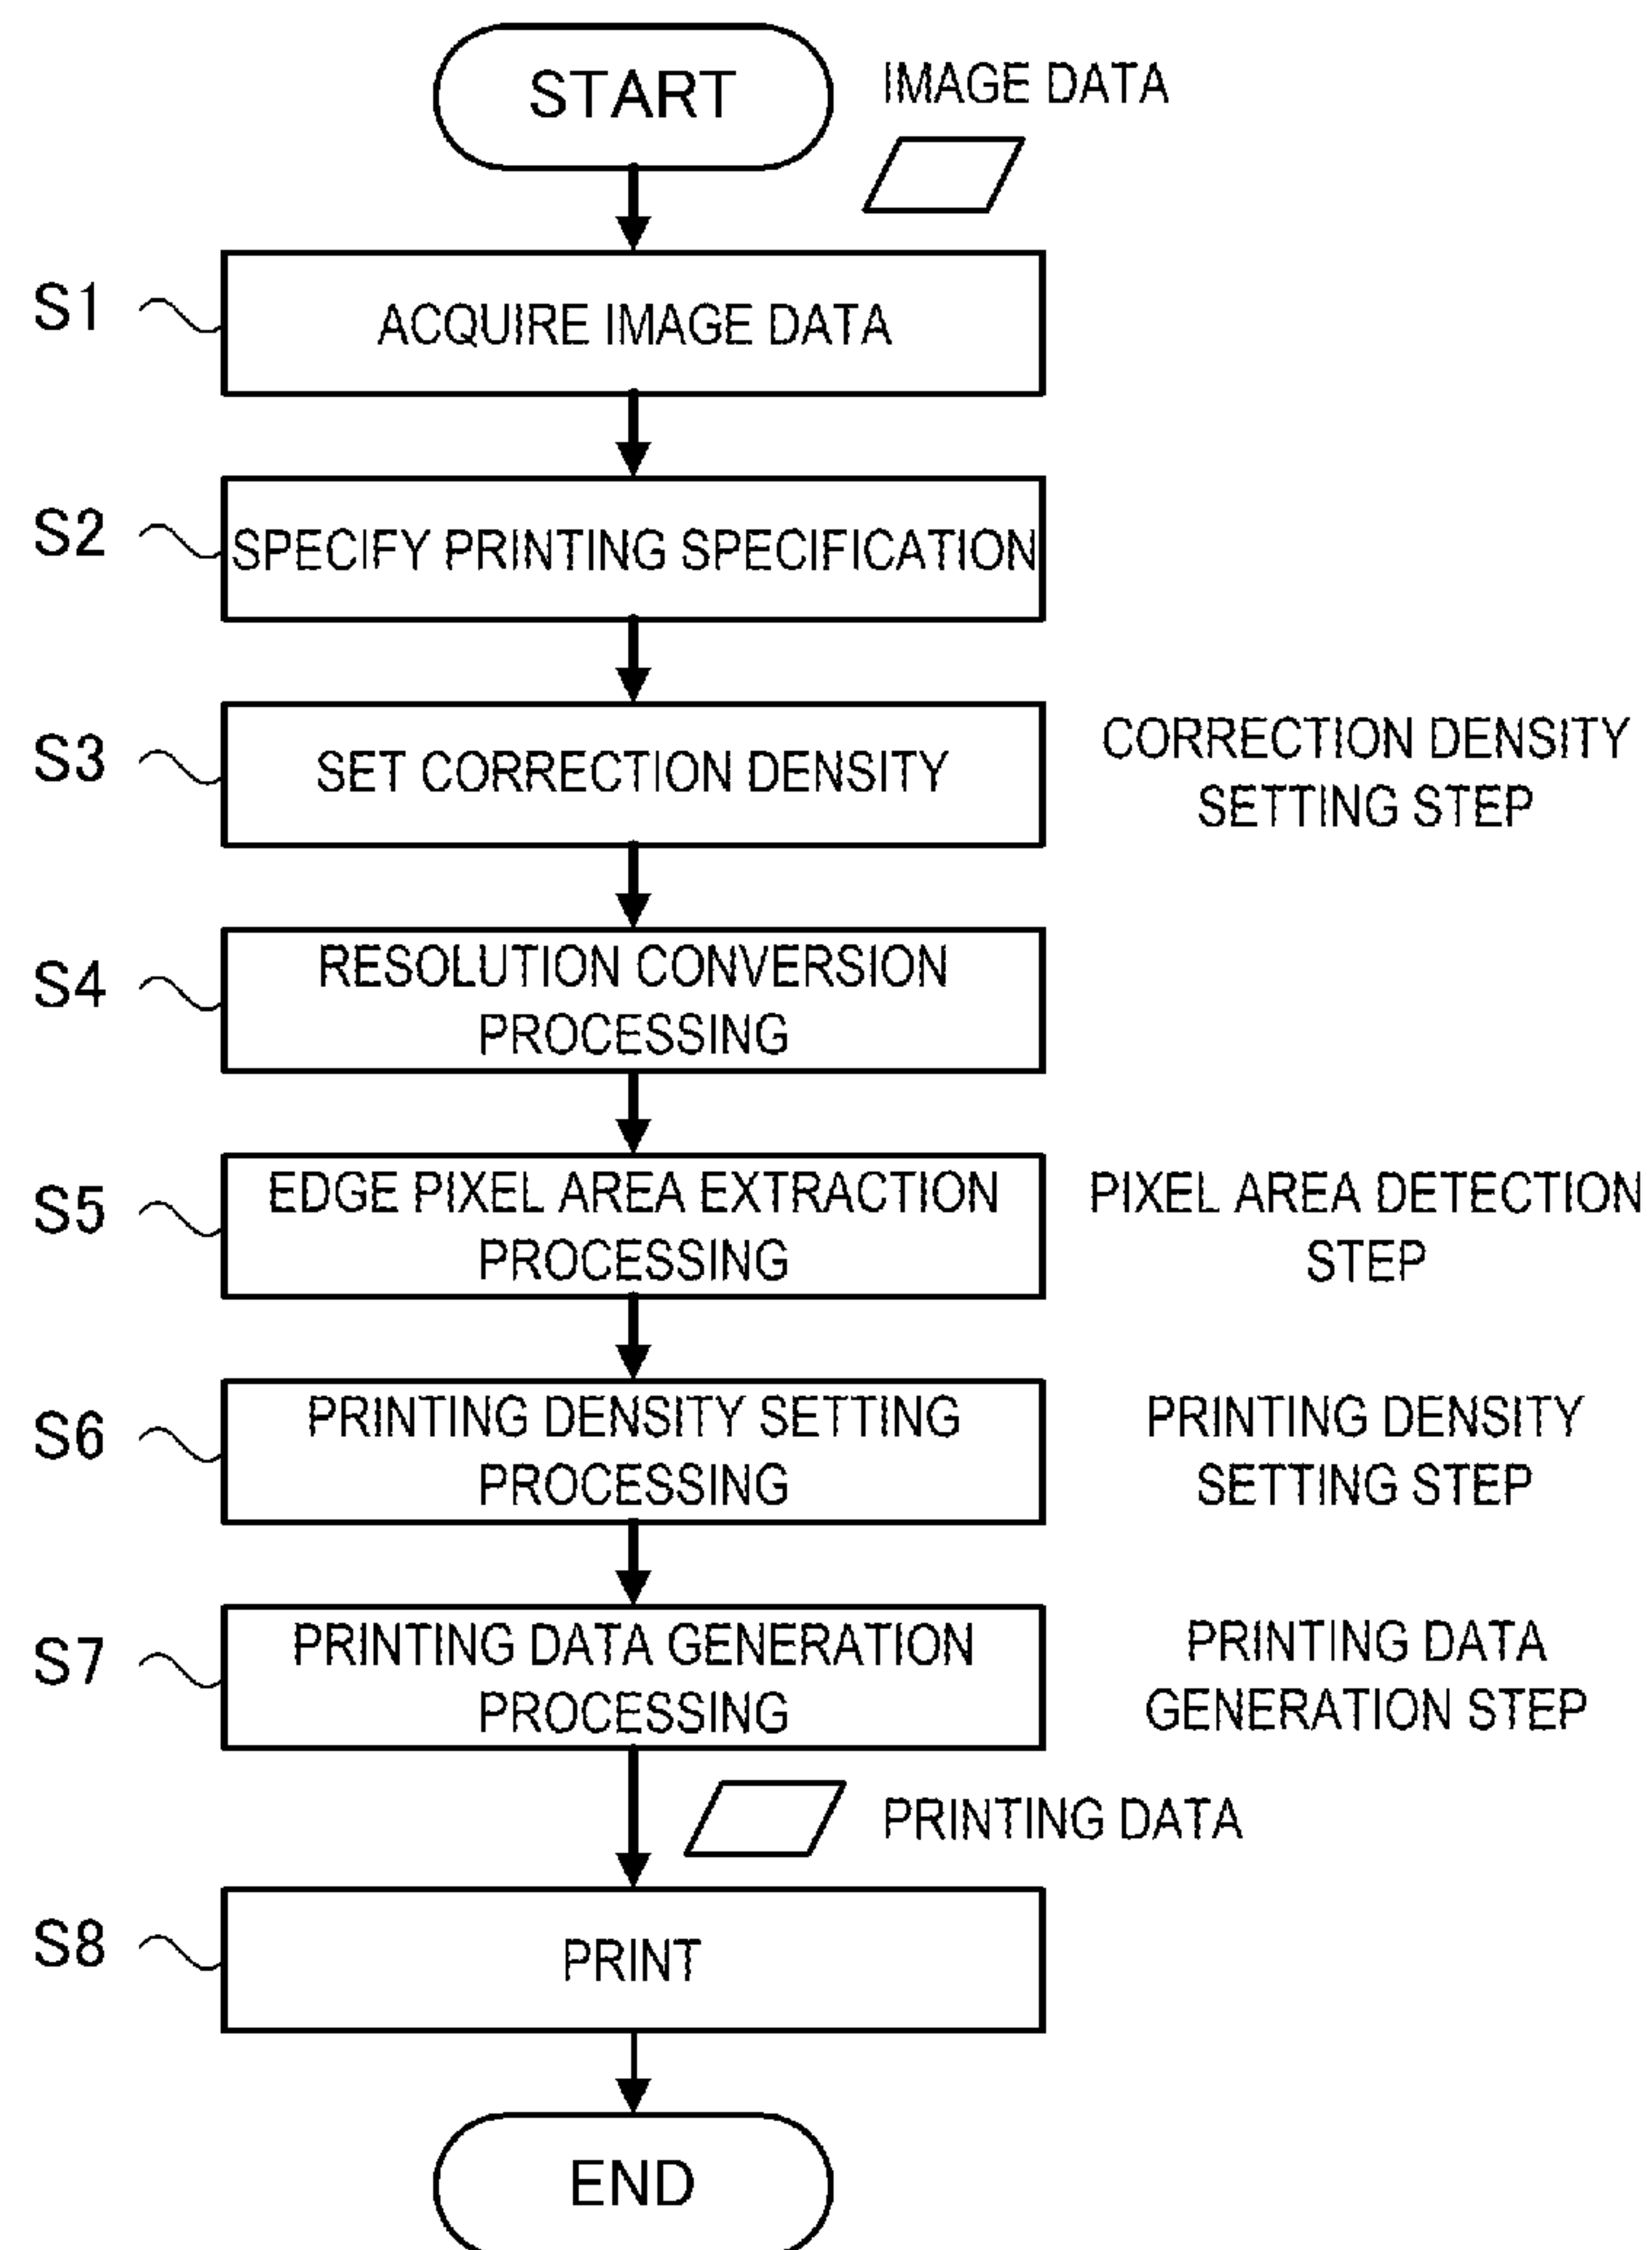 START
IMAGE DATA
S1
ACQUIRE IMAGE DATA
S2
SPECIFY PRINTING SPECIFICATION
S3
SET CORRECTION DENSITY
CORRECTION DENSITY
SETTING STEP
S4
RESOLUTION CONVERSION
PROCESSING
S5
EDGE PIXEL AREA EXTRACTION
PROCESSING
PIXEL AREA DETECTION
STEP
S6
PRINTING DENSITY SETTING
PROCESSING
PRINTING DENSITY
SETTING STEP
S7
PRINTING DATA GENERATION
PROCESSING
PRINTING DATA
GENERATION STEP
PRINTING DATA
S8
PRINT
END